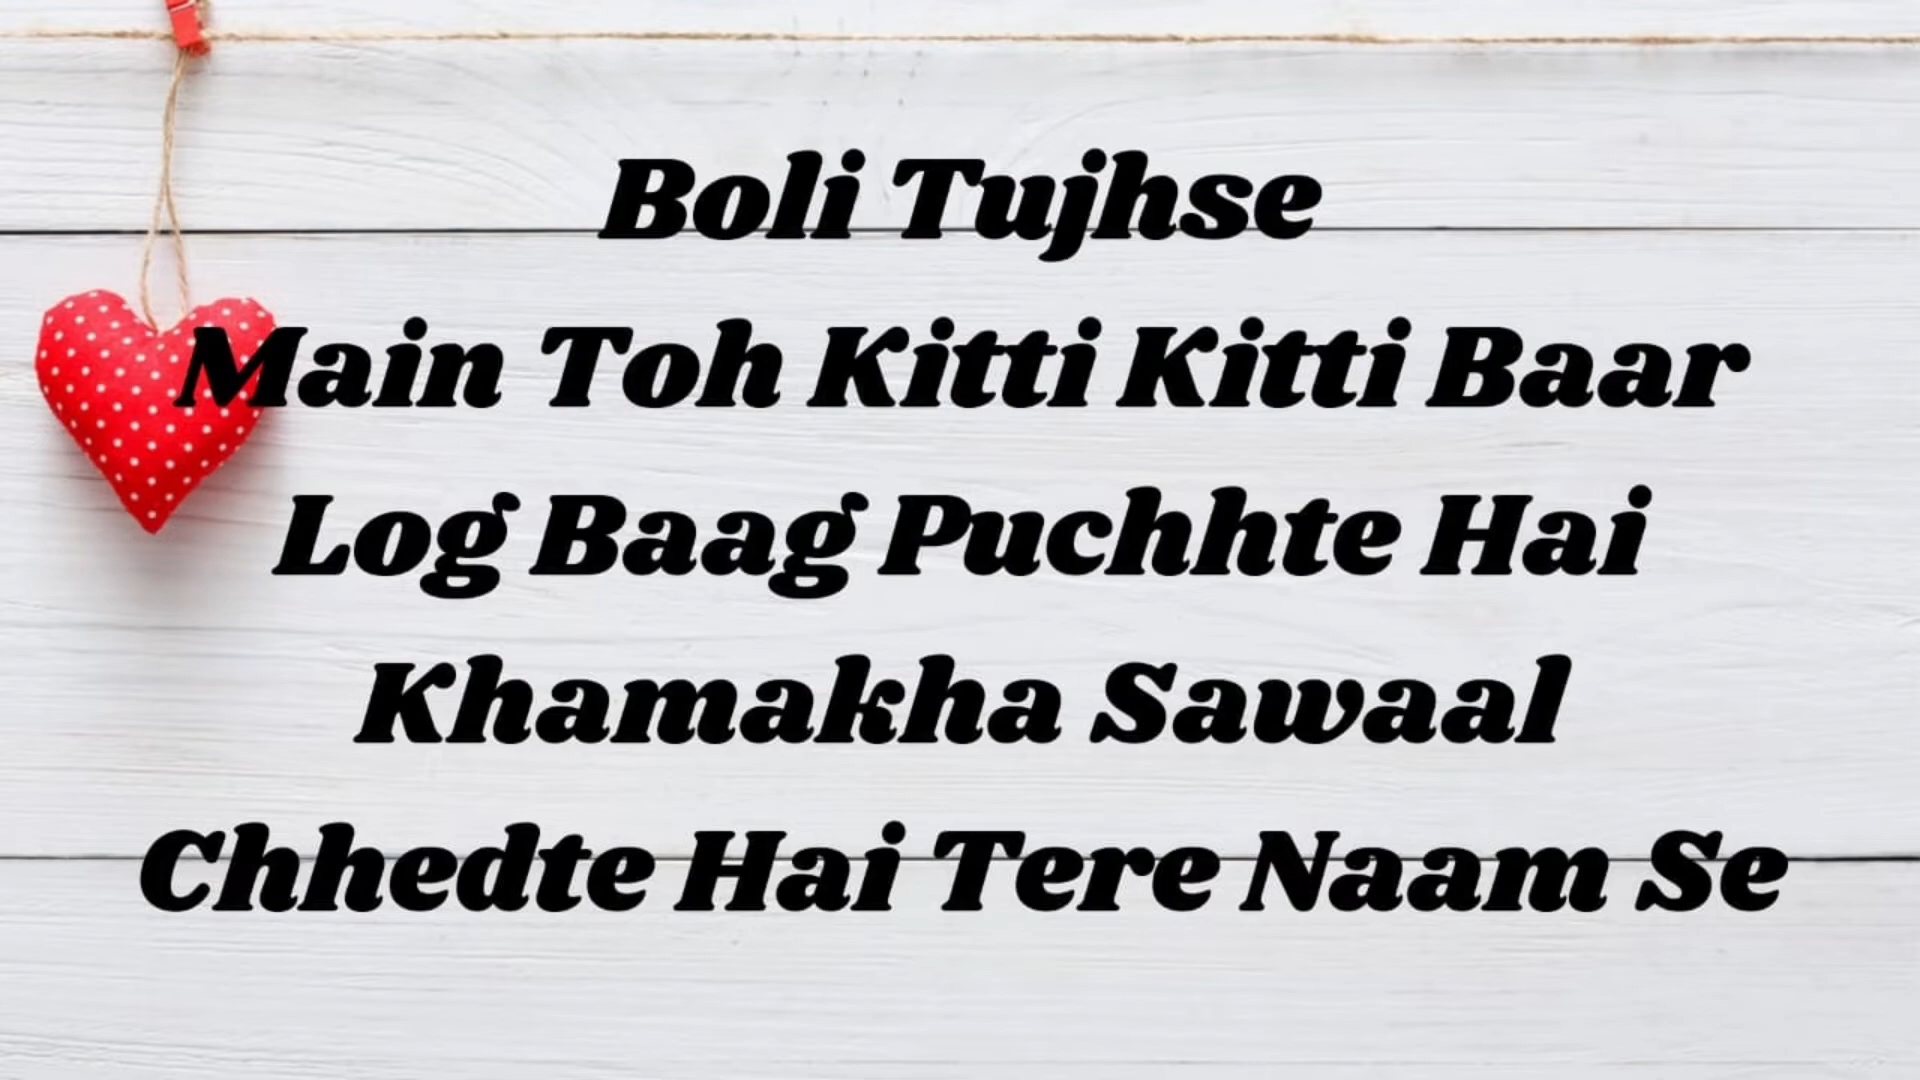 Boli Tujhse
Main Toh Kitti Kitti Baar
Log Baag Puchhte Hai
Khamakha Sawaal
Chhedte Hai Tere Naam Se